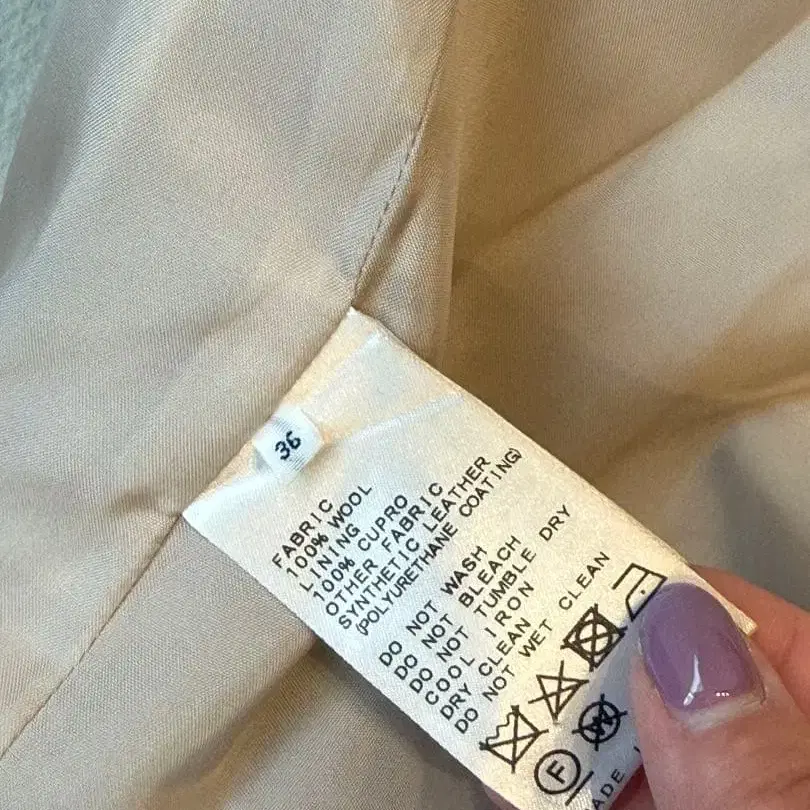 36
FABRIC
100% WOOL
LINING
100% CUPRO
OTHER FABRIC
SYNTHETIC LEATHER
(POLYURETHANE COATING)
DO NOT WASH
DO NOT BLEACH
DO NOT TUMBLE DRY
COOL IRON
DRY CLEAN
DO NOT WET CLEAN
F W